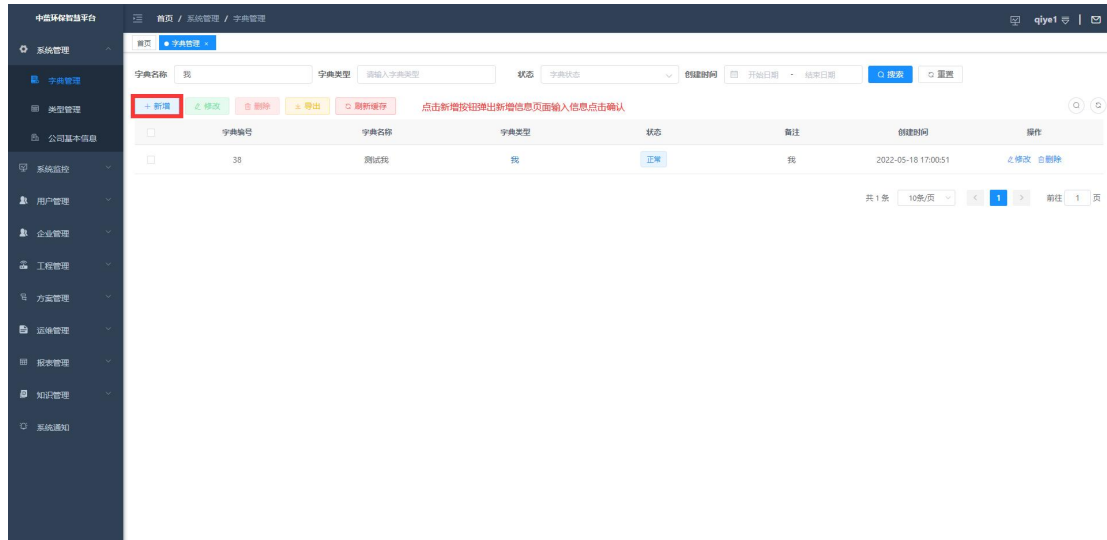 中蓝环保智慧平台
首页 / 系统管理 / 字典管理
qiye1
系统管理
首页 字典管理 ×
字典名称 我 字典类型 请输入字典类型 状态 字典状态 创建时间 开始日期 - 结束日期 搜索 重置
字典管理
+ 新增 修改 删除 导出 刷新缓存 点击新增按钮弹出新增信息页面输入信息点击确认
类型管理
字典编号 字典名称 字典类型 状态 备注 创建时间 操作
公司基本信息
38 测试我 我 正常 我 2022-05-18 17:00:51 修改 删除
系统监控
共 1 条 10条/页 < 1 > 前往 1 页
用户管理
企业管理
工程管理
方案管理
运维管理
报表管理
知识管理
系统通知